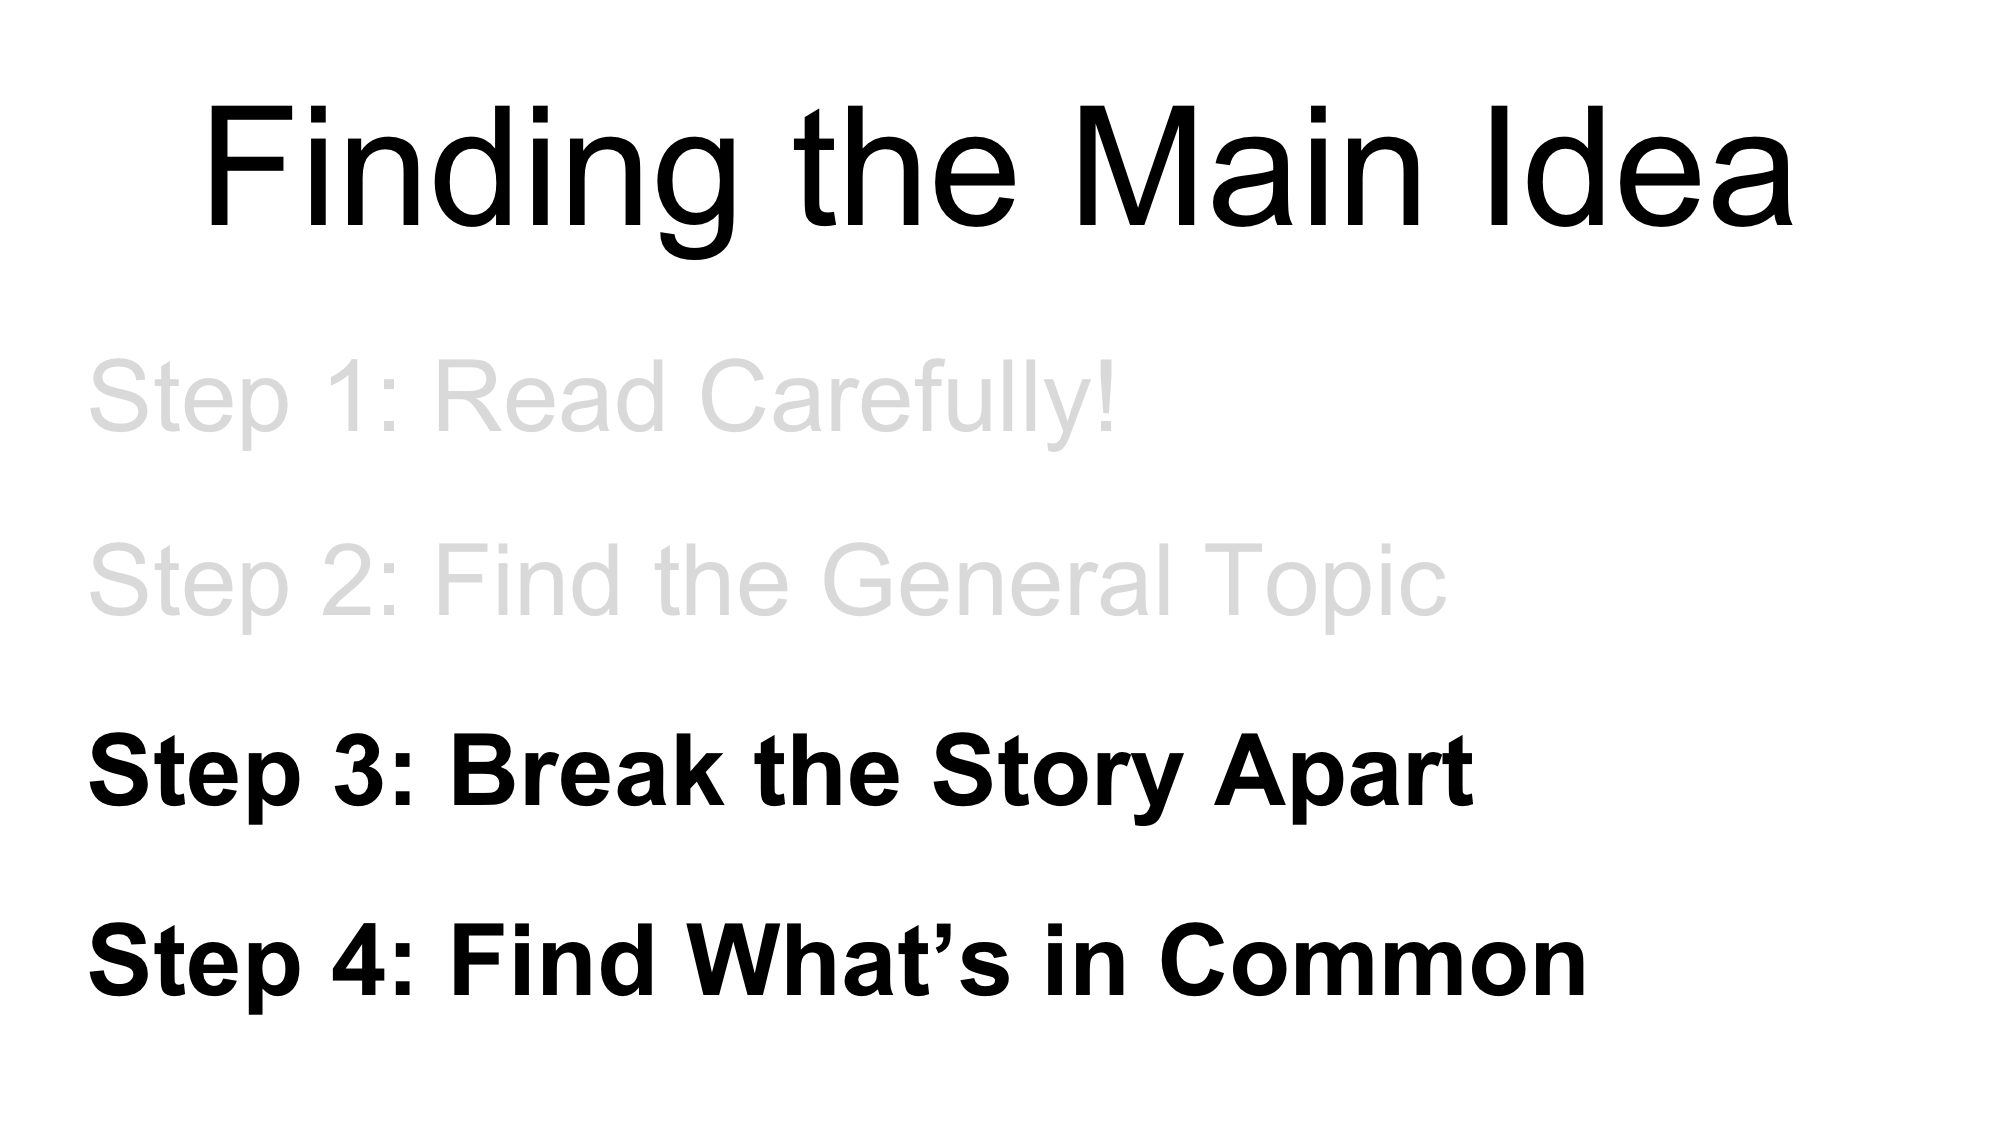 Finding the Main Idea
Step 1: Read Carefully!
Step 2: Find the General Topic
Step 3: Break the Story Apart
Step 4: Find What’s in Common